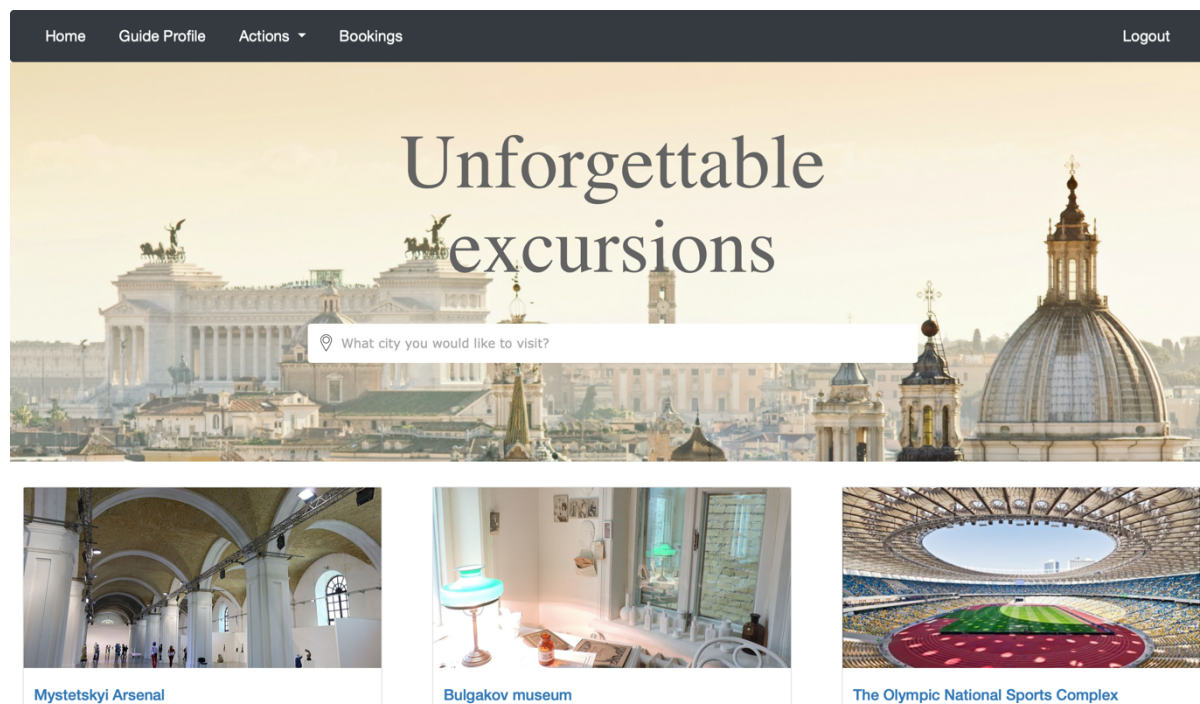 Home Guide Profile Actions Bookings Logout
Unforgettable
excursions
What city you would like to visit?
Mystetskyi Arsenal Bulgakov museum The Olympic National Sports Complex